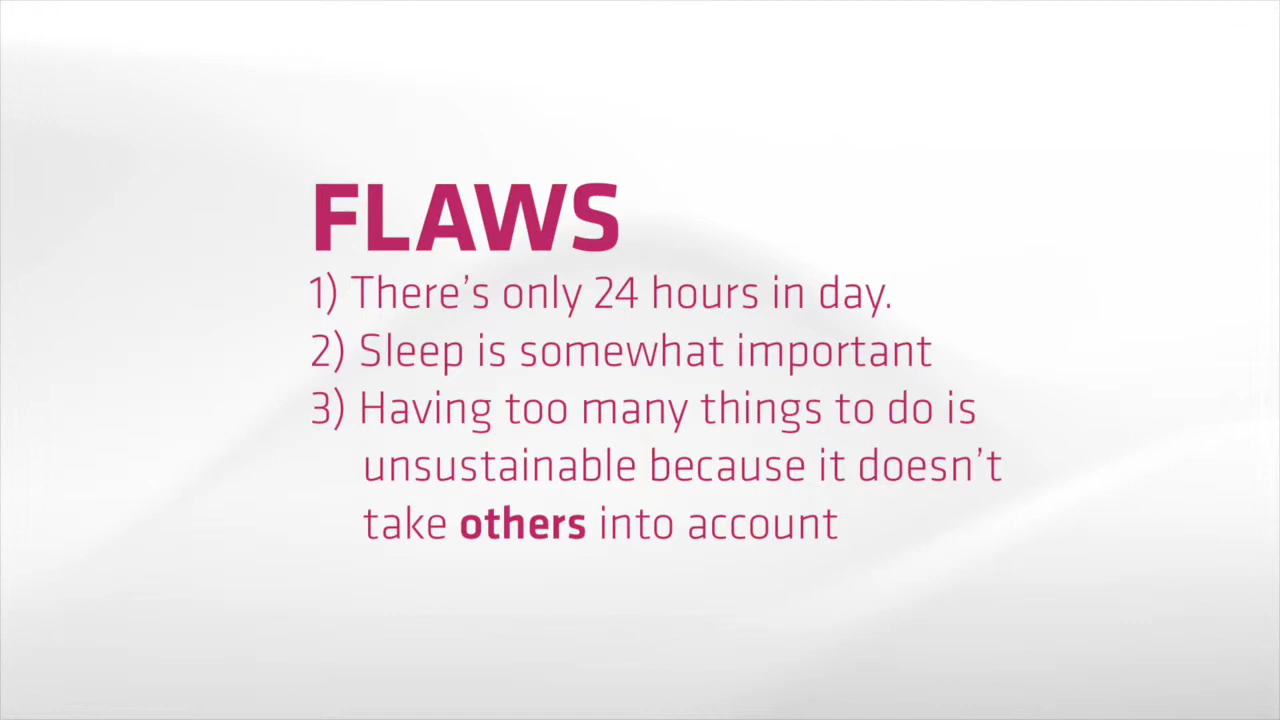 FLAWS
1) There's only 24 hours in day.
2) Sleep is somewhat important
3) Having too many things to do is
unsustainable because it doesn't
take others into account